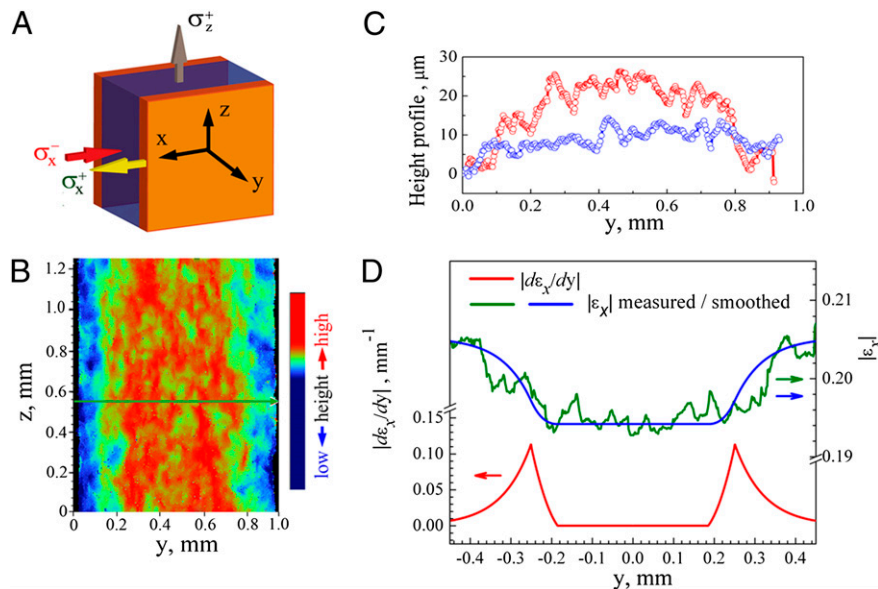 A
σz+
σx−
σx+
x
z
y
B
z, mm
1.2
1.0
0.8
0.6
0.4
0.2
0
0.2 0.4 0.6 0.8 1.0
y, mm
low height high
C
Height profile , μm
30
20
10
0
0.0 0.2 0.4 0.6 0.8 1.0
y, mm
D
|dεx/dy|
|εx| measured / smoothed
|dεx/dy| , mm-1
0.15
0.10
0.05
0.00
0.21
0.20
0.19
|εx|
-0.4 -0.3 -0.2 -0.1 0.0 0.1 0.2 0.3 0.4
y, mm